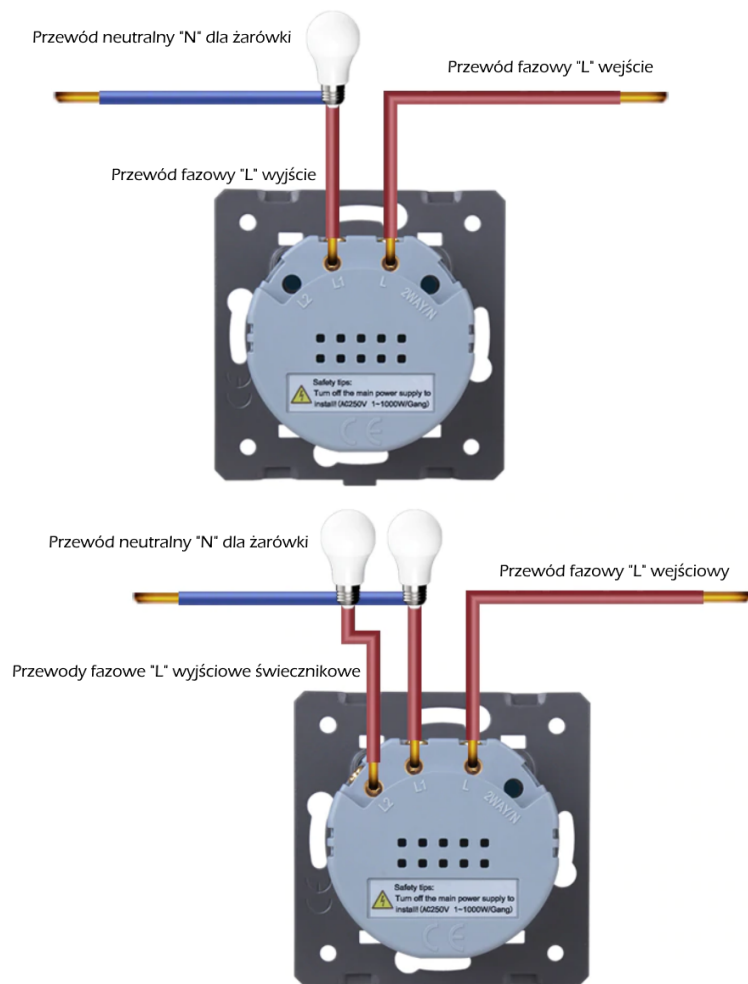 Przewód neutralny "N" dla żarówki
Przewód fazowy "L" wejście
Przewód fazowy "L" wyjście
L2
L1
L
2WAY/N
Safety tips:
Turn off the main power supply to
install! (AC250V 1~1000W/Gang)
CE
CE
Przewód neutralny "N" dla żarówki
Przewód fazowy "L" wejściowy
Przewody fazowe "L" wyjściowe świecznikowe
L2
L1
L
2WAY/N
Safety tips:
Turn off the main power supply to
install! (AC250V 1~1000W/Gang)
CE
CE